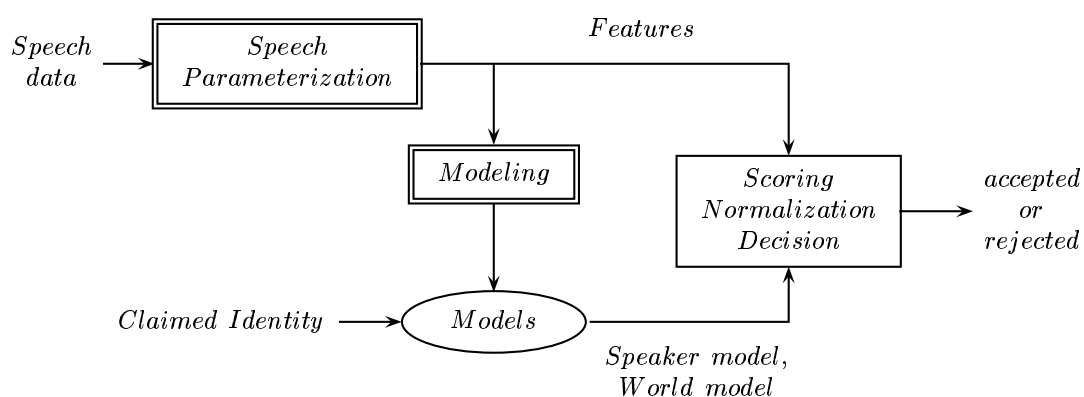 Features
Speech
data
Speech
Parameterization
Modeling
Scoring
Normalization
Decision
accepted
or
rejected
Claimed Identity
Models
Speaker model,
World model